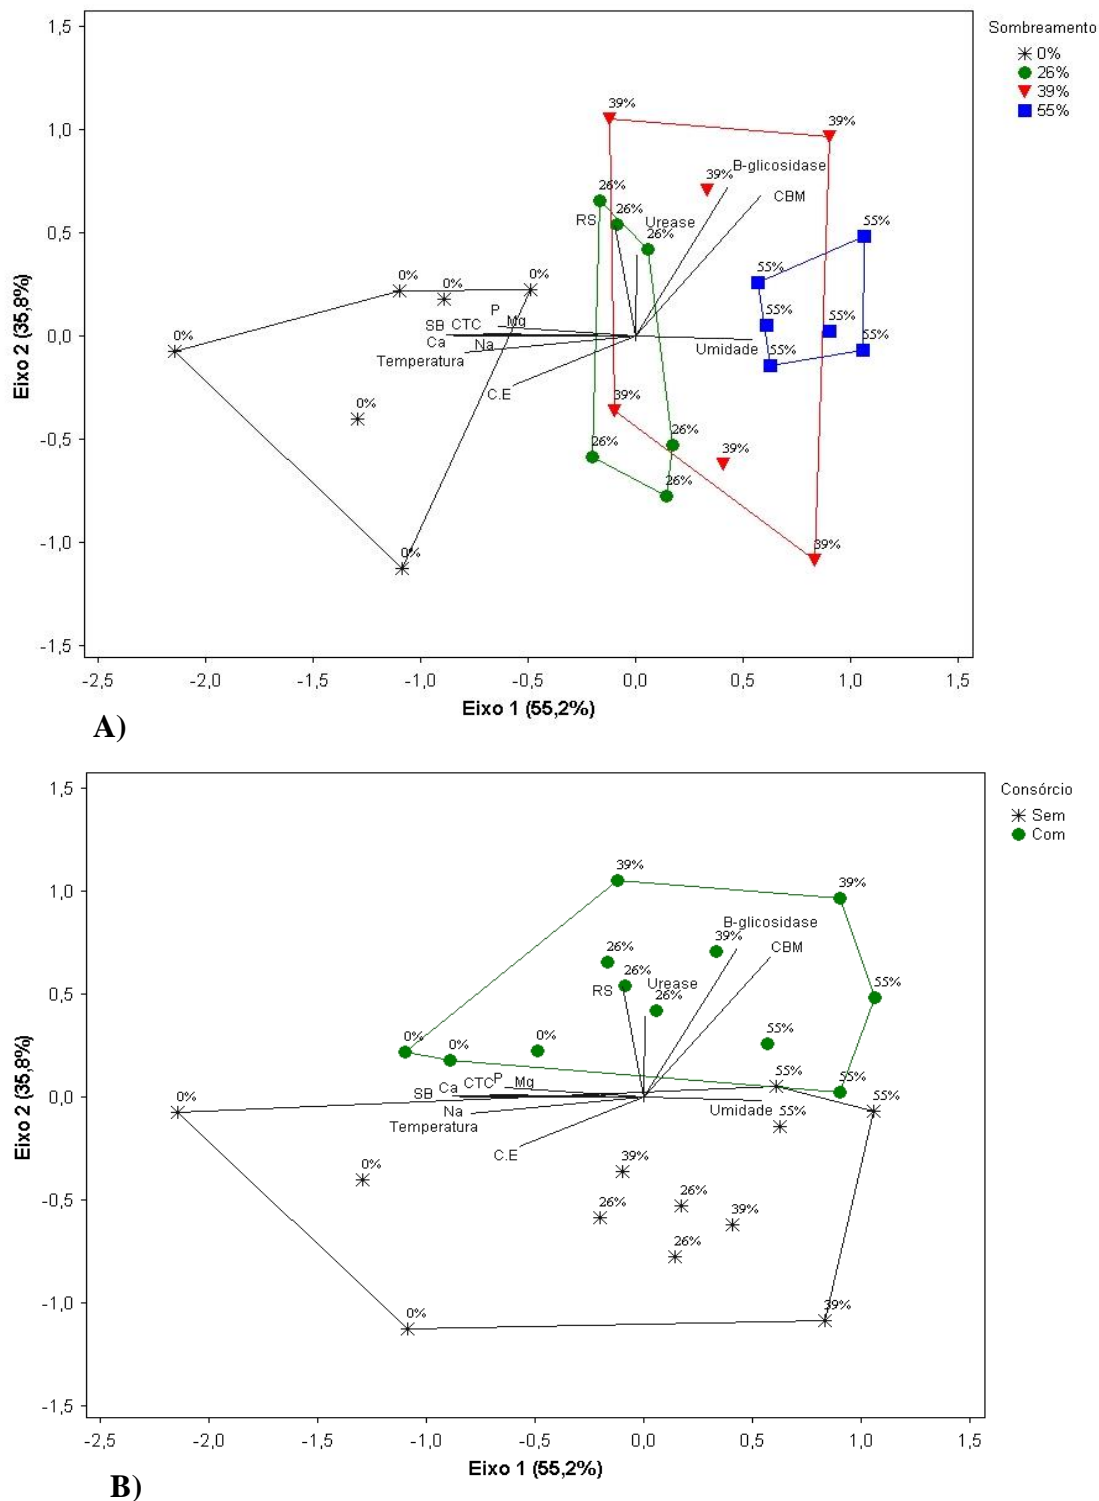 1,5
1,0
0,5
0,0
-0,5
-1,0
-1,5
Eixo 2 (35,8%)
-2,5 -2,0 -1,5 -1,0 -0,5 0,0 0,5 1,0 1,5
Eixo 1 (55,2%)
Sombreamento
0%
26%
39%
55%
39%
39%
39%
B-glicosidase
CBM
26%
RS
26%
Urease
26%
55%
55%
55%
55%
55%
55%
0%
0%
0%
0%
P
Mg
SB CTC
Ca
Na
Temperatura
Umidade
C.E
0%
39%
26%
26%
39%
26%
0%
39%
A)
1,5
1,0
0,5
0,0
-0,5
-1,0
-1,5
Eixo 2 (35,8%)
-2,5 -2,0 -1,5 -1,0 -0,5 0,0 0,5 1,0 1,5
Eixo 1 (55,2%)
Consórcio
Sem
Com
39%
39%
B-glicosidase
39%
CBM
26%
26%
RS
Urease
26%
55%
55%
0%
0%
0%
55%
55%
55%
55%
P
Mg
Ca CTC
SB
Na
Temperatura
Umidade
C.E
0%
0%
39%
26%
26%
39%
26%
0%
39%
B)